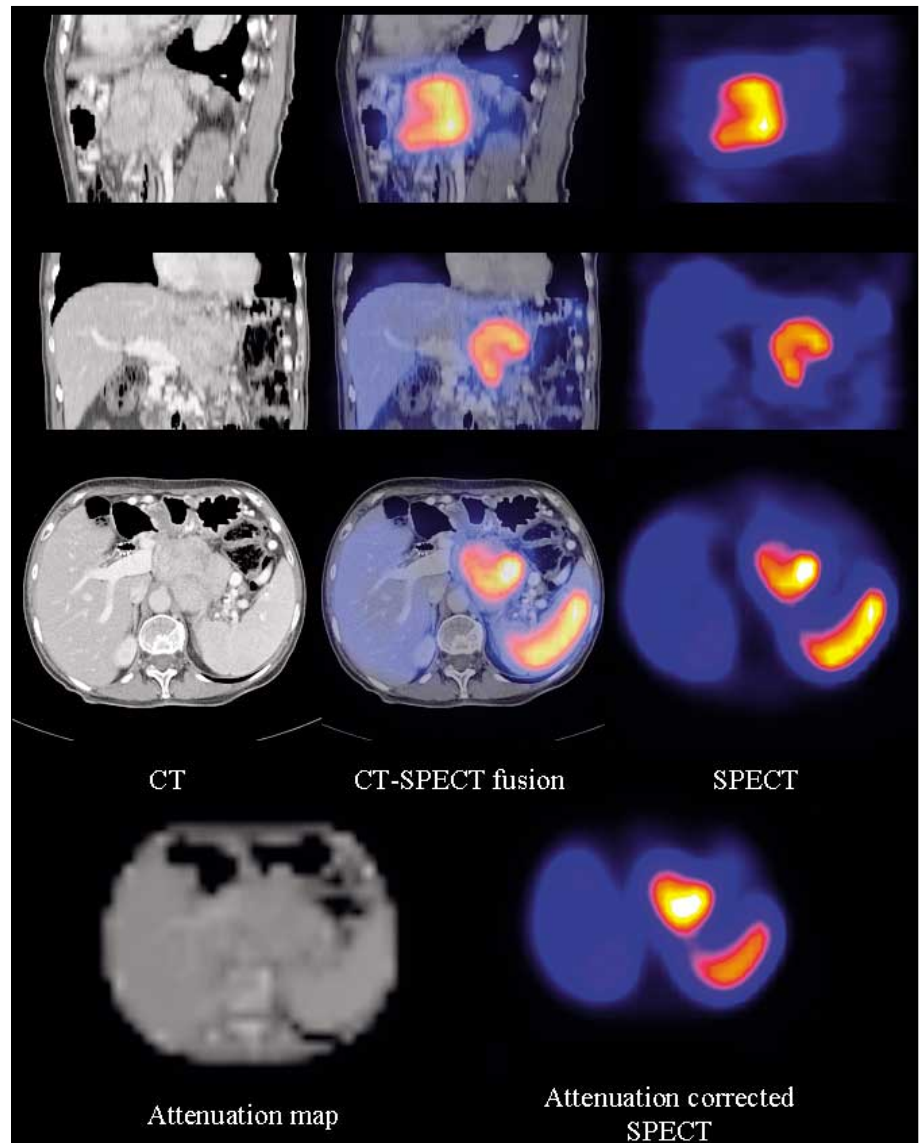 CT
CT-SPECT fusion
SPECT
Attenuation map
Attenuation corrected
SPECT